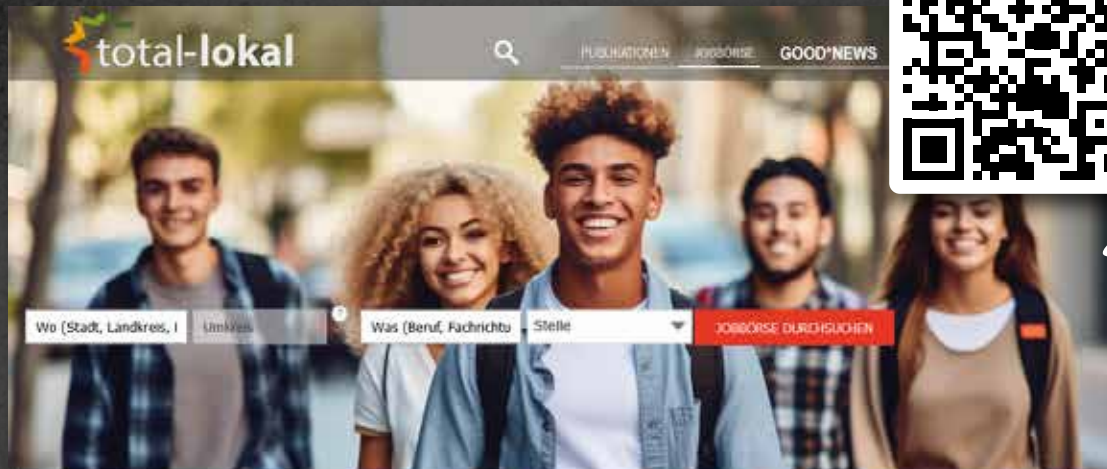 total-lokal
PUBLIKATIONEN JOBBÖRSE GOOD*NEWS
Wo (Stadt, Landkreis, I Umkreis ? Was (Beruf, Fachrichtu Stelle JOBBÖRSE DURCHSUCHEN